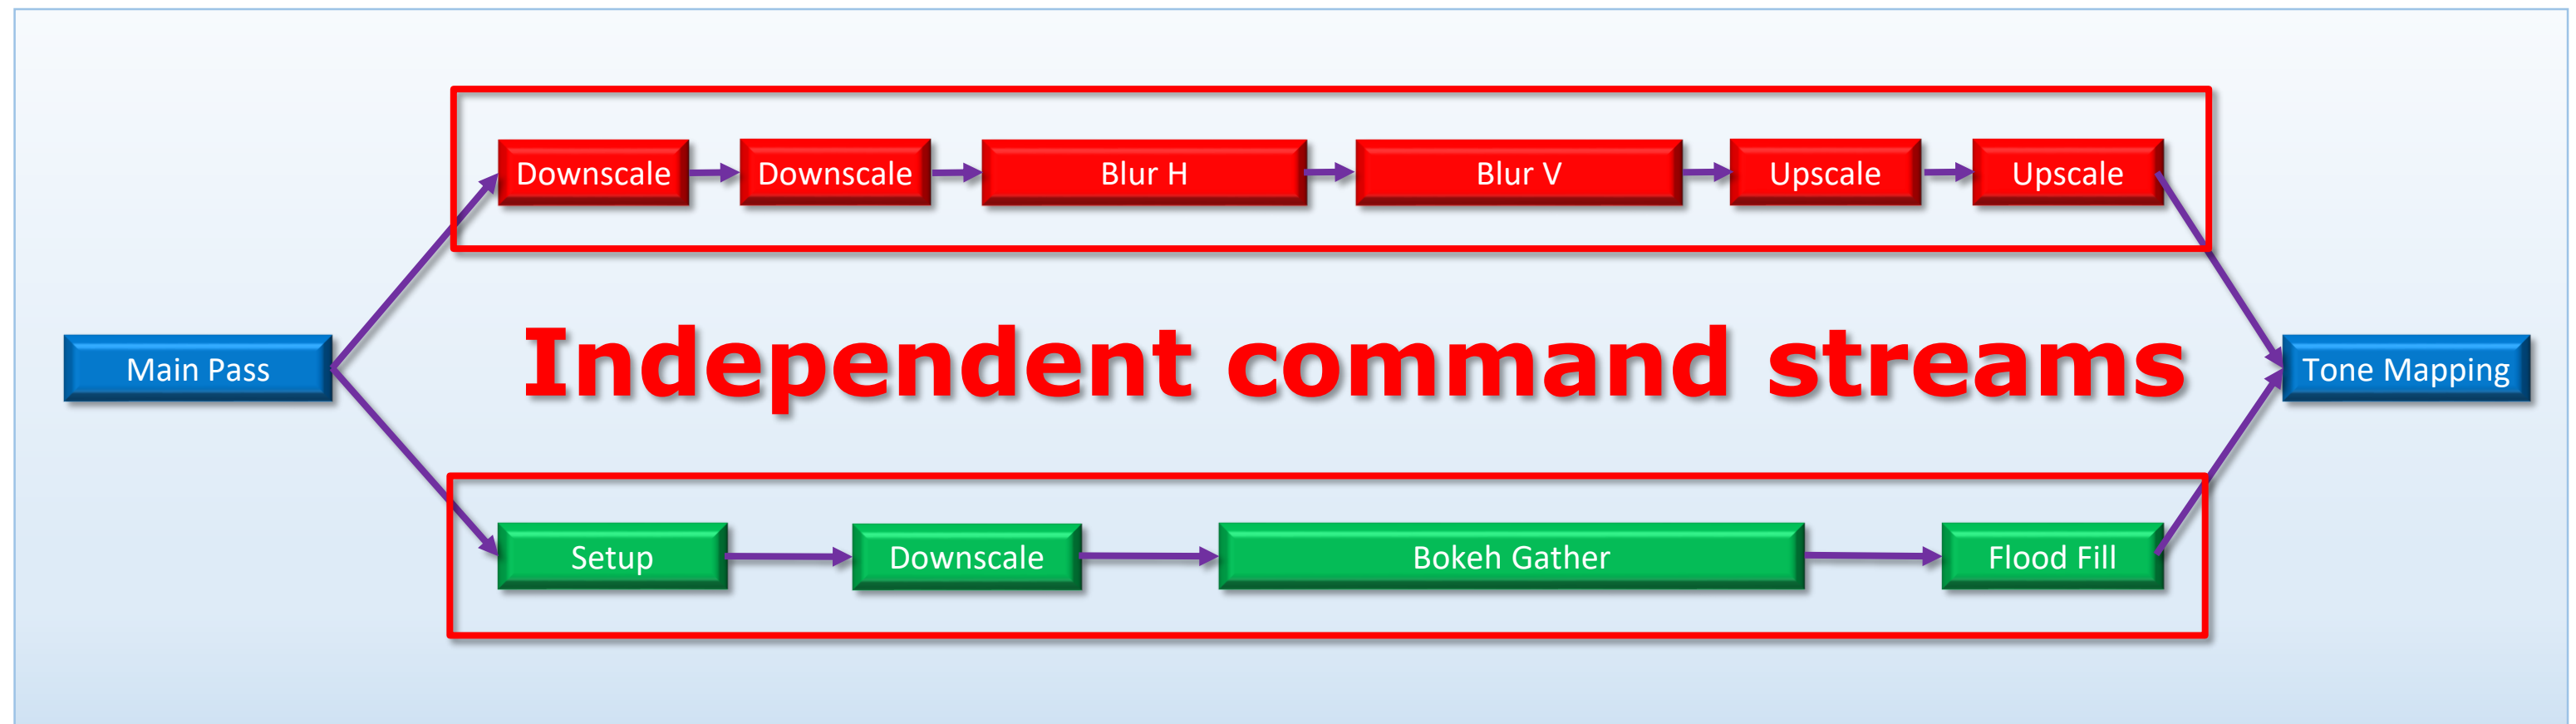 Downscale
Downscale
Blur H
Blur V
Upscale
Upscale
Main Pass
Independent command streams
Tone Mapping
Setup
Downscale
Bokeh Gather
Flood Fill